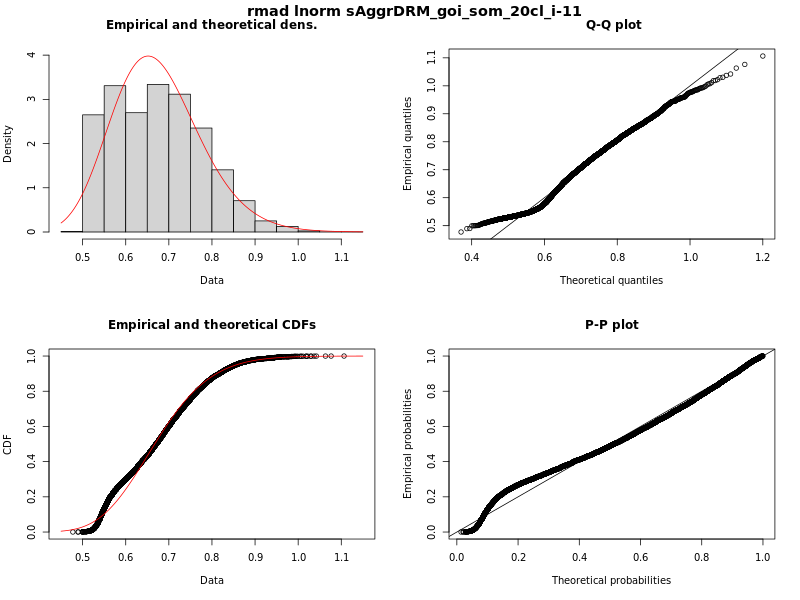 rmad lnorm sAggrDRM_goi_som_20cl_i-11
Empirical and theoretical dens.
Density
0 1 2 3 4
0.5 0.6 0.7 0.8 0.9 1.0 1.1
Data
Q-Q plot
Empirical quantiles
0.5 0.6 0.7 0.8 0.9 1.0 1.1
0.4 0.6 0.8 1.0 1.2
Theoretical quantiles
Empirical and theoretical CDFs
CDF
0.0 0.2 0.4 0.6 0.8 1.0
0.5 0.6 0.7 0.8 0.9 1.0 1.1
Data
P-P plot
Empirical probabilities
0.0 0.2 0.4 0.6 0.8 1.0
0.0 0.2 0.4 0.6 0.8 1.0
Theoretical probabilities